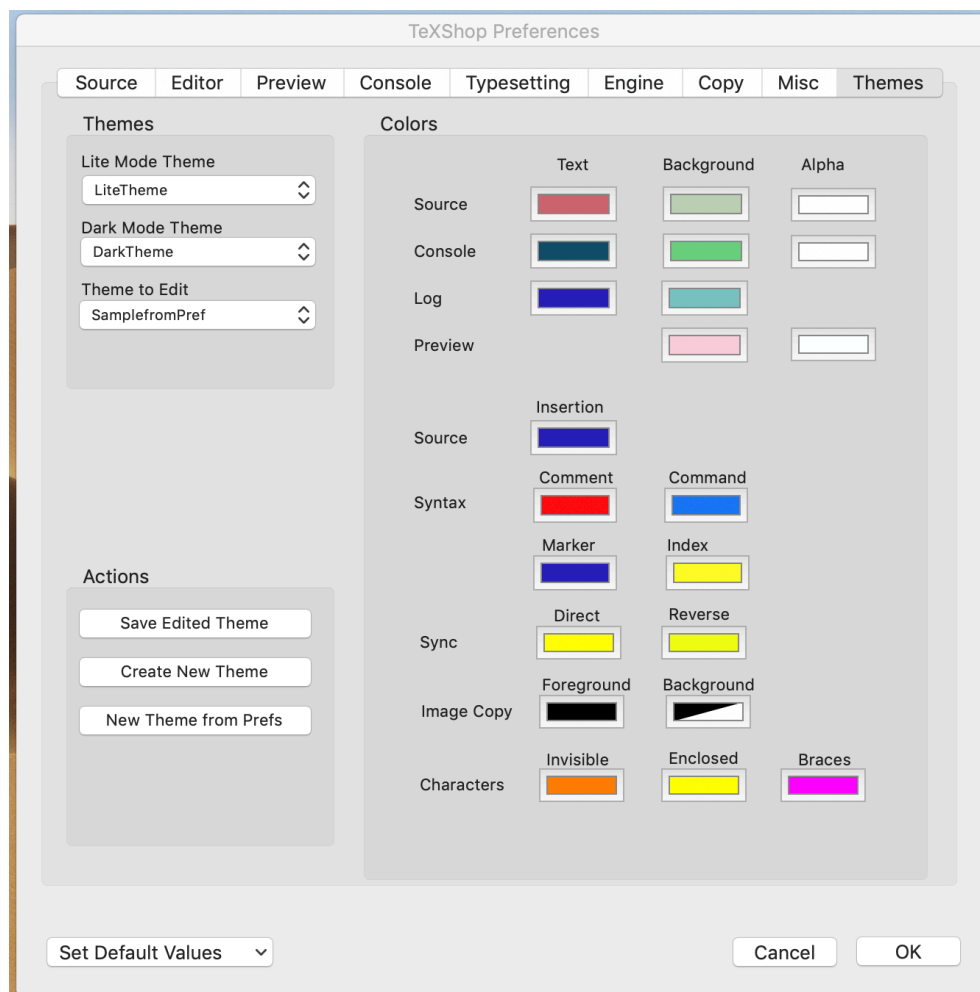 TeXShop Preferences
Source Editor Preview Console Typesetting Engine Copy Misc Themes
Themes
Lite Mode Theme
LiteTheme
Dark Mode Theme
DarkTheme
Theme to Edit
SamplefromPref
Actions
Save Edited Theme
Create New Theme
New Theme from Prefs
Colors
Text Background Alpha
Source
Console
Log
Preview
Insertion
Source
Comment Command
Syntax
Marker Index
Direct Reverse
Sync
Foreground Background
Image Copy
Invisible Enclosed Braces
Characters
Set Default Values Cancel OK